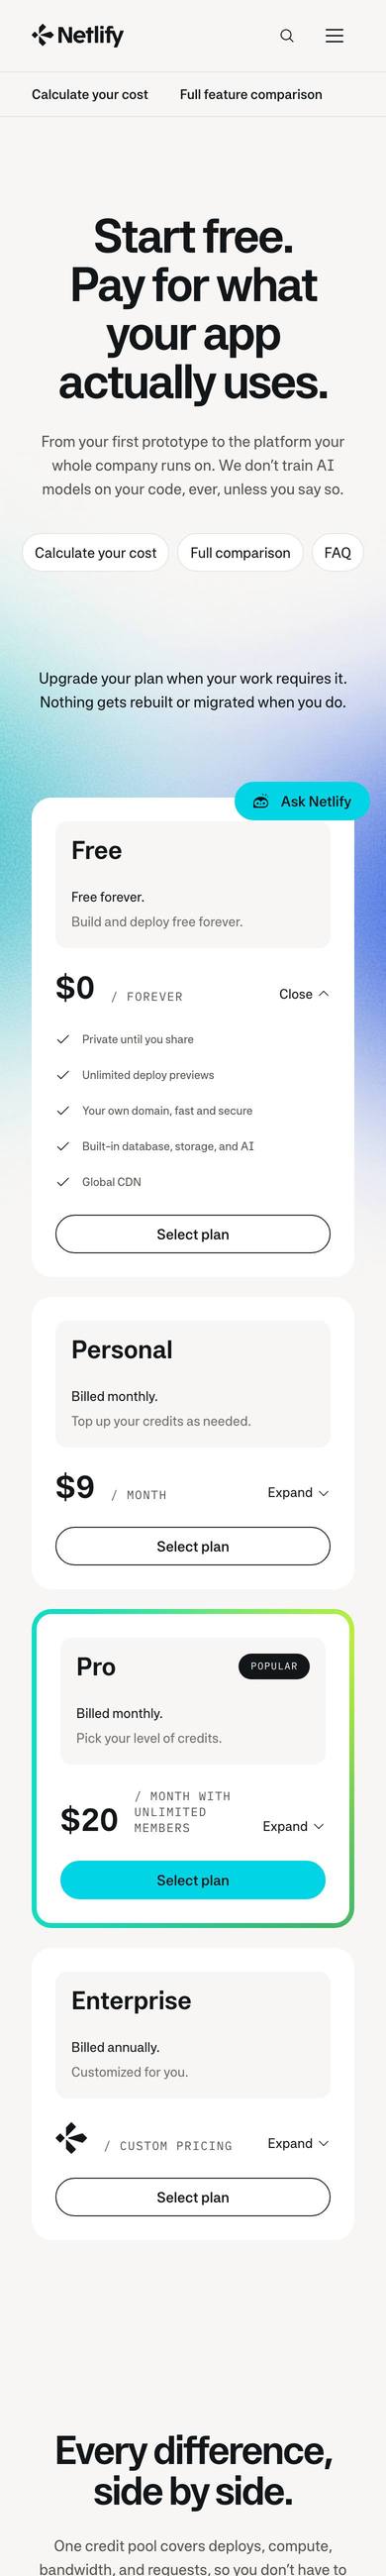 Netlify
Calculate your cost
Full feature comparison
Start free.
Pay for what
your app
actually uses.
From your first prototype to the platform your
whole company runs on. We don’t train AI
models on your code, ever, unless you say so.
Calculate your cost
Full comparison
FAQ
Upgrade your plan when your work requires it.
Nothing gets rebuilt or migrated when you do.
Ask Netlify
Free
Free forever.
Build and deploy free forever.
$0 / FOREVER
Close
Private until you share
Unlimited deploy previews
Your own domain, fast and secure
Built-in database, storage, and AI
Global CDN
Select plan
Personal
Billed monthly.
Top up your credits as needed.
$9 / MONTH
Expand
Select plan
Pro
POPULAR
Billed monthly.
Pick your level of credits.
$20
/ MONTH WITH
UNLIMITED
MEMBERS
Expand
Select plan
Enterprise
Billed annually.
Customized for you.
/ CUSTOM PRICING
Expand
Select plan
Every difference,
side by side.
One credit pool covers deploys, compute,
bandwidth, and requests, so you don’t have to